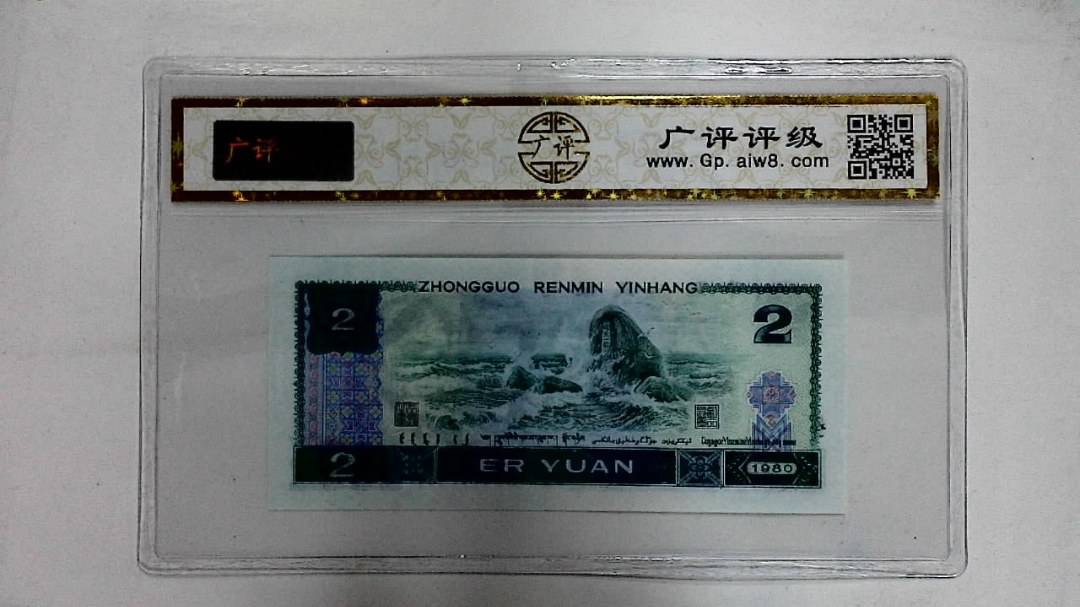 广评
广评
广评评级
www. Gp. aiw8. com
ZHONGGUO RENMIN YINHANG
2
2
2
ER YUAN
1980